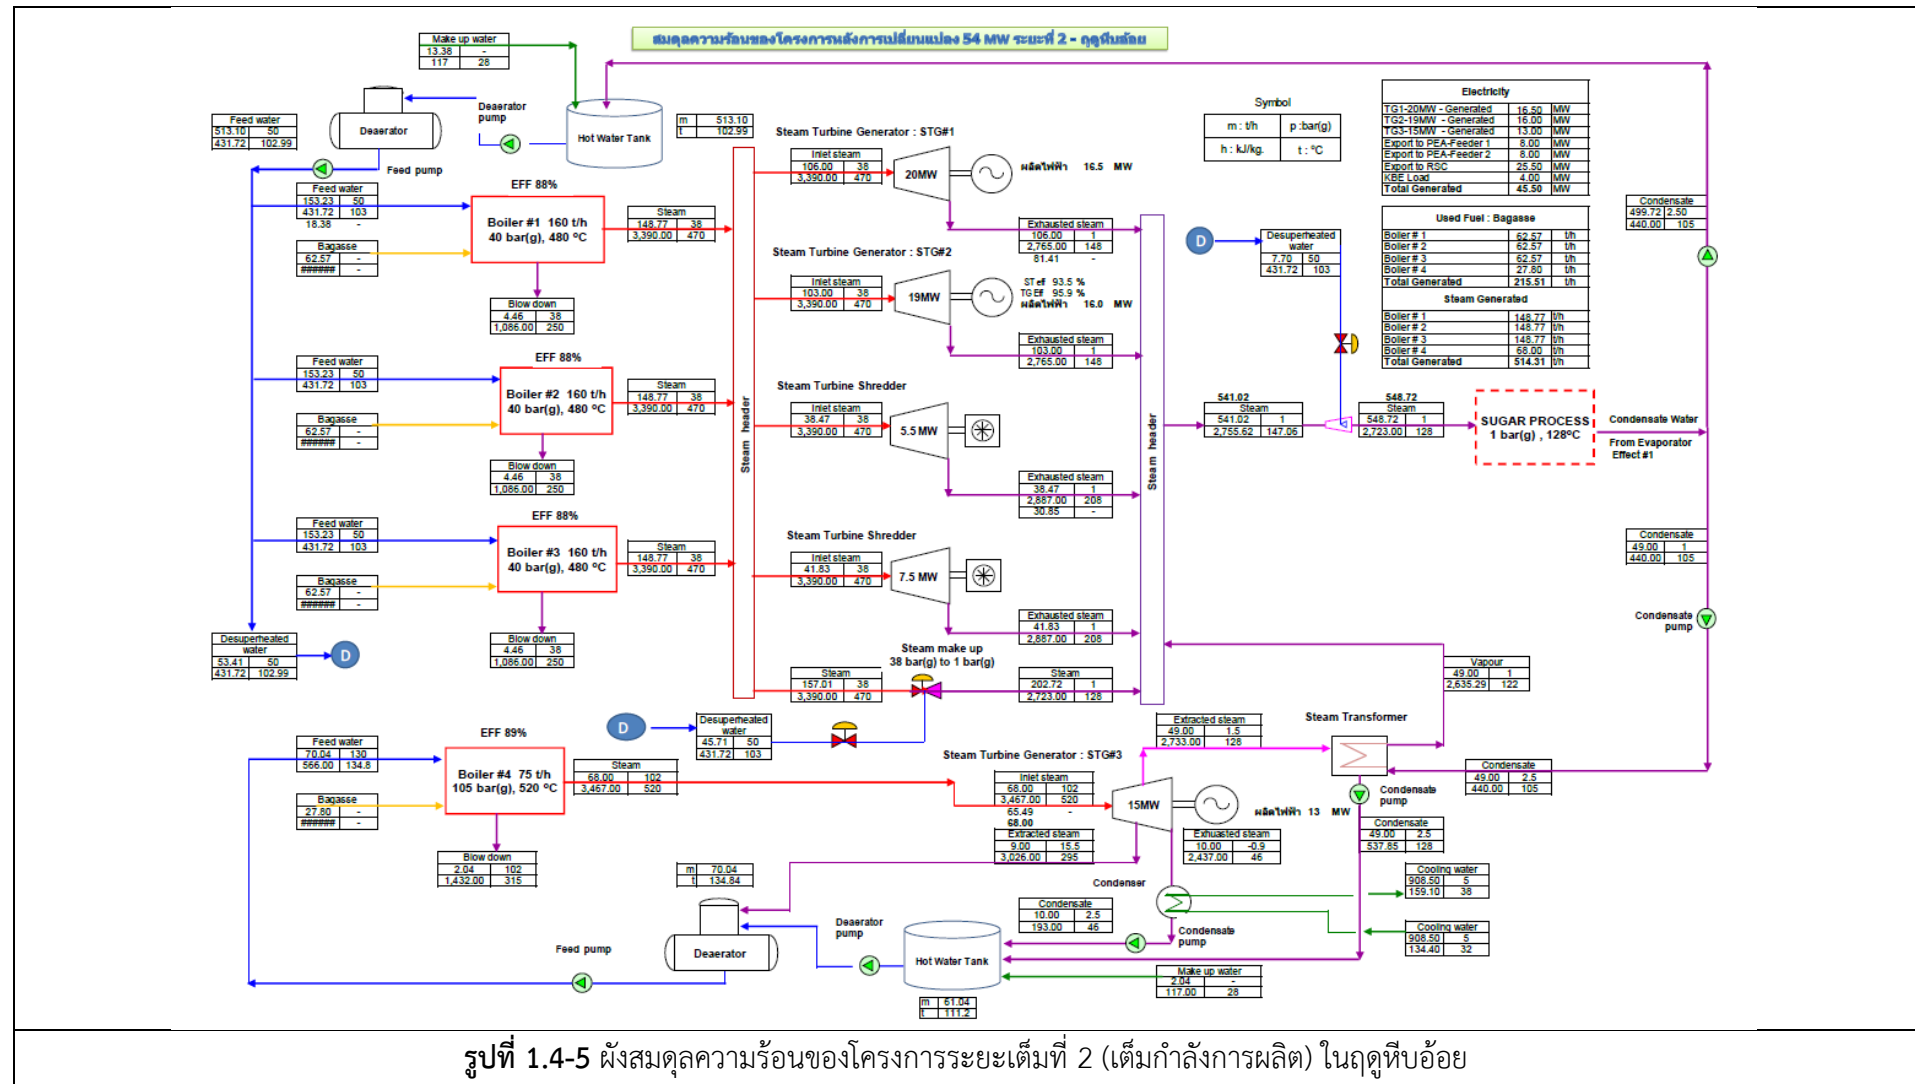 สมดุลความร้อนของโครงการหลังการเปลี่ยนแปลง 54 MW ระยะที่ 2 - ฤดูหีบอ้อย
Make up water
13.38 -
117 28
Deaerator
Deaerator
pump
Hot Water Tank
m 513.10
t 102.99
Feed water
513.10 50
431.72 102.99
Feed pump
Symbol
m : t/h p :bar(g)
h : kJ/kg. t : ºC
Electricity
TG1-20MW - Generated 16.50 MW
TG2-19MW - Generated 16.00 MW
TG3-15MW - Generated 13.00 MW
Export to PEA-Feeder 1 8.00 MW
Export to PEA-Feeder 2 8.00 MW
Export to RSC 25.50 MW
KBE Load 4.00 MW
Total Generated 45.50 MW
Used Fuel : Bagasse
Boiler # 1 62.57 t/h
Boiler # 2 62.57 t/h
Boiler # 3 62.57 t/h
Boiler # 4 27.80 t/h
Total Generated 215.51 t/h
Steam Generated
Boiler # 1 148.77 t/h
Boiler # 2 148.77 t/h
Boiler # 3 148.77 t/h
Boiler # 4 68.00 t/h
Total Generated 514.31 t/h
Feed water
153.23 50
431.72 103
18.38 -
Bagasse
62.57 -
###### -
EFF 88%
Boiler #1 160 t/h
40 bar(g), 480 ºC
Steam
148.77 38
3,390.00 470
Blow down
4.46 38
1,086.00 250
Feed water
153.23 50
431.72 103
Bagasse
62.57 -
###### -
EFF 88%
Boiler #2 160 t/h
40 bar(g), 480 ºC
Steam
148.77 38
3,390.00 470
Blow down
4.46 38
1,086.00 250
Feed water
153.23 50
431.72 103
Bagasse
62.57 -
###### -
EFF 88%
Boiler #3 160 t/h
40 bar(g), 480 ºC
Steam
148.77 38
3,390.00 470
Blow down
4.46 38
1,086.00 250
Desuperheated
water
53.41 50
431.72 102.99
D
Steam header
Steam Turbine Generator : STG#1
Inlet steam
106.00 38
3,390.00 470
20MW
ผลิตไฟฟ้า 16.5 MW
Exhausted steam
106.00 1
2,765.00 148
81.41 -
Steam Turbine Generator : STG#2
Inlet steam
103.00 38
3,390.00 470
19MW
ST ef 93.5 %
TG Eff 95.9 %
ผลิตไฟฟ้า 16.0 MW
Exhausted steam
103.00 1
2,765.00 148
Steam Turbine Shredder
Inlet steam
38.47 38
3,390.00 470
5.5 MW
Exhausted steam
38.47 1
2,887.00 208
30.85 -
Steam Turbine Shredder
Inlet steam
41.83 38
3,390.00 470
7.5 MW
Exhausted steam
41.83 1
2,887.00 208
Steam make up
38 bar(g) to 1 bar(g)
Steam
157.01 38
3,390.00 470
Steam
202.72 1
2,723.00 128
D
Desuperheated
water
45.71 50
431.72 103
Steam header
D
Desuperheated
water
7.70 50
431.72 103
541.02
Steam
541.02 1
2,755.62 147.06
548.72
Steam
548.72 1
2,723.00 128
SUGAR PROCESS
1 bar(g) , 128ºC
Condensate Water
From Evaporator
Effect #1
Condensate
499.72 2.50
440.00 105
Condensate
49.00 1
440.00 105
Condensate
pump
Vapour
49.00 1
2,635.29 122
Steam Transformer
Extracted steam
49.00 1.5
2,733.00 128
Condensate
49.00 2.5
440.00 105
Condensate
pump
Condensate
49.00 2.5
537.85 128
Feed water
70.04 130
566.00 134.8
Bagasse
27.80 -
###### -
EFF 89%
Boiler #4 75 t/h
105 bar(g), 520 ºC
Steam
68.00 102
3,467.00 520
Blow down
2.04 102
1,432.00 315
Steam Turbine Generator : STG#3
Inlet steam
68.00 102
3,467.00 520
65.49 -
68.00
15MW
ผลิตไฟฟ้า 13 MW
Extracted steam
9.00 15.5
3,026.00 295
Exhuasted steam
10.00 -0.9
2,437.00 46
Condenser
Cooling water
908.50 5
159.10 38
Cooling water
908.50 5
134.40 32
m 70.04
t 134.84
Condensate
10.00 2.5
193.00 46
Condensate
pump
Deaerator
pump
Feed pump
Deaerator
Hot Water Tank
Make up water
2.04 -
117.00 28
m 61.04
t 111.2
รูปที่ 1.4-5 ผังสมดุลความร้อนของโครงการระยะเต็มที่ 2 (เต็มกำลังการผลิต) ในฤดูหีบอ้อย